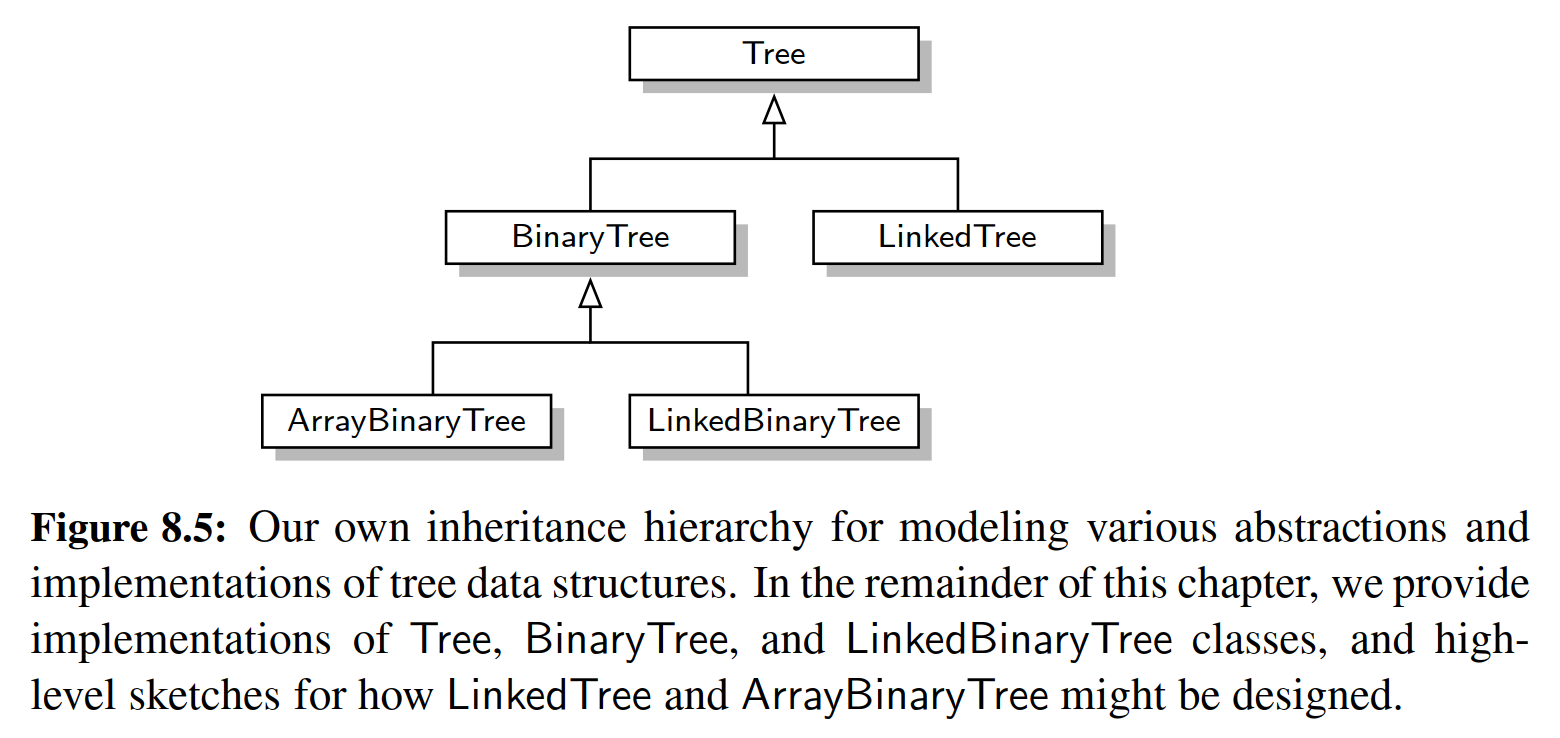 Tree
BinaryTree
LinkedTree
ArrayBinaryTree
LinkedBinaryTree
Figure 8.5: Our own inheritance hierarchy for modeling various abstractions and
implementations of tree data structures. In the remainder of this chapter, we provide
implementations of Tree, BinaryTree, and LinkedBinaryTree classes, and high-
level sketches for how LinkedTree and ArrayBinaryTree might be designed.